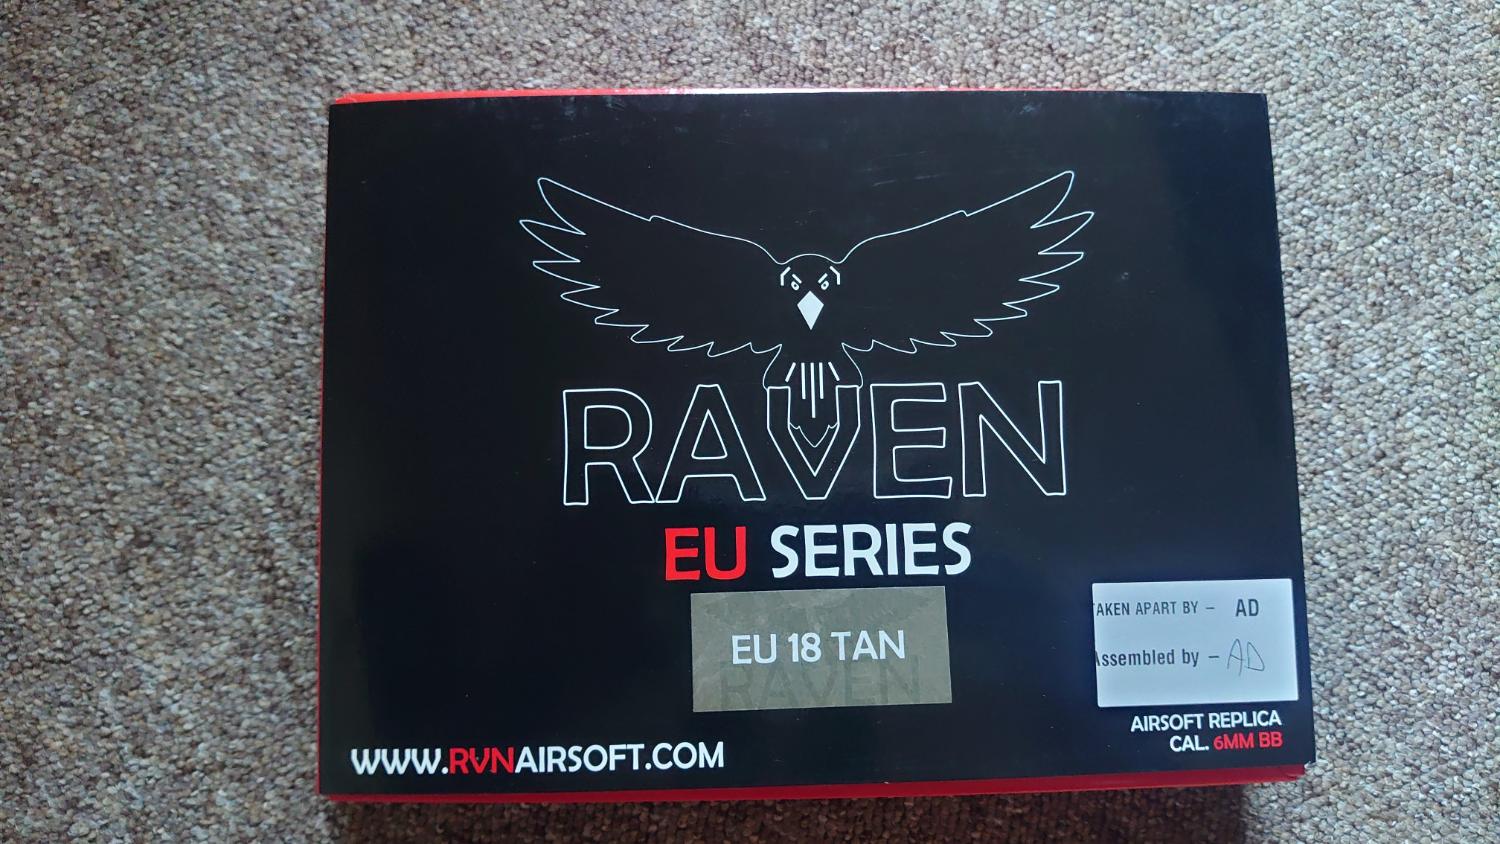 RAVEN
EU SERIES
EU 18 TAN
RAVEN
TAKEN APART BY – AD
Assembled by – AD
WWW.RVNAIRSOFT.COM
AIRSOFT REPLICA
CAL. 6MM BB